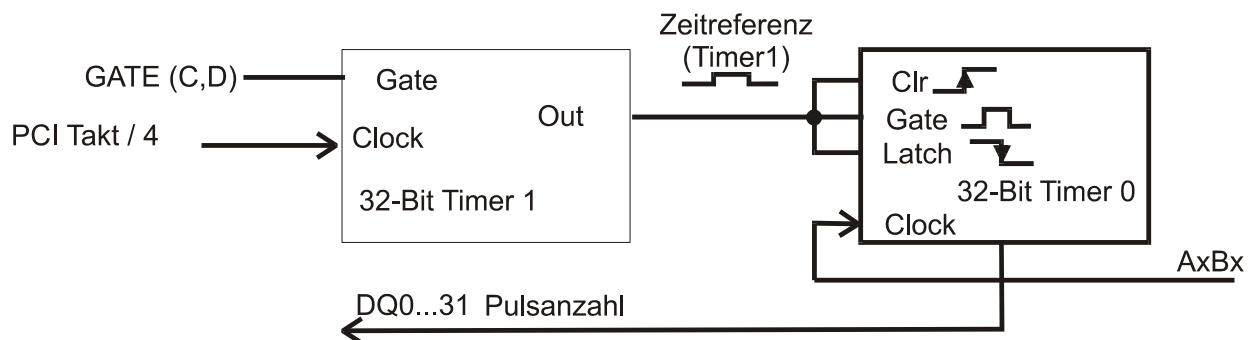 Zeitreferenz
(Timer1)
GATE (C,D)
Gate
Clr
PCI Takt / 4
Clock
Out
Gate
Latch
32-Bit Timer 1
32-Bit Timer 0
Clock
AxBx
DQ0...31 Pulsanzahl